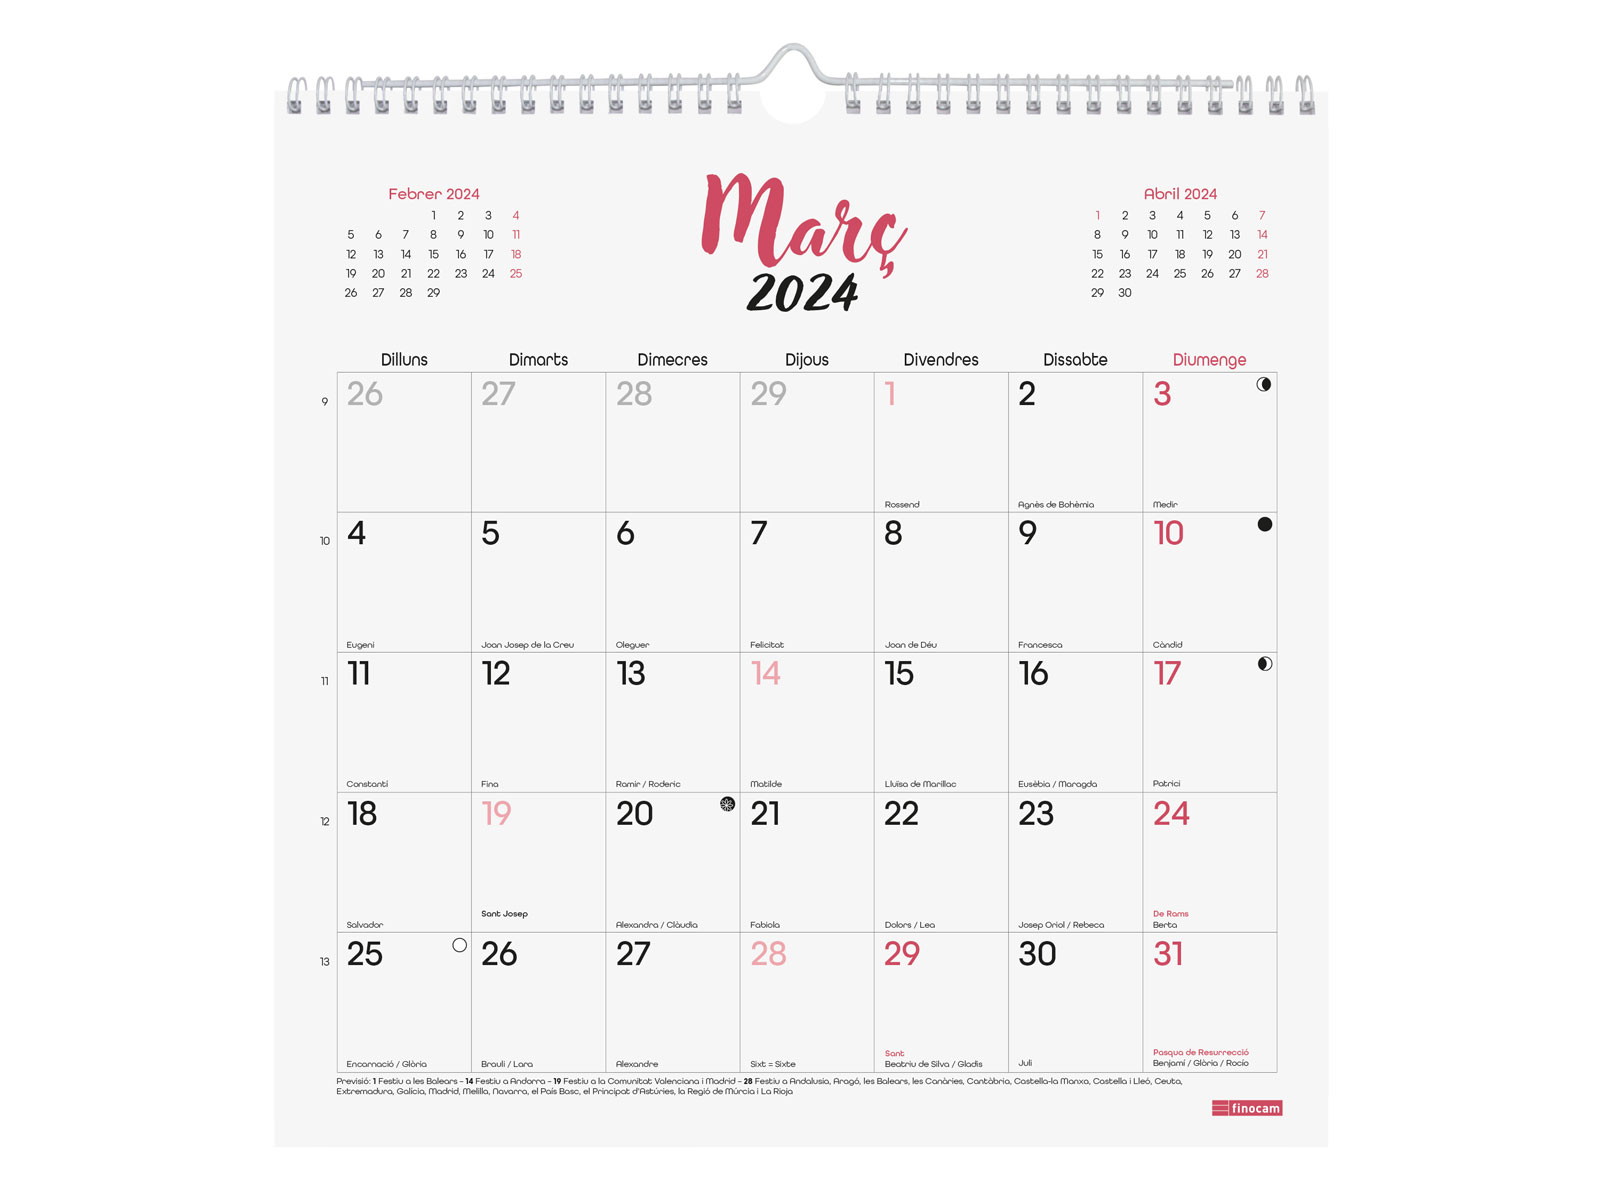 Març
2024
Febrer 2024
1 2 3 4
5 6 7 8 9 10 11
12 13 14 15 16 17 18
19 20 21 22 23 24 25
26 27 28 29
Abril 2024
1 2 3 4 5 6 7
8 9 10 11 12 13 14
15 16 17 18 19 20 21
22 23 24 25 26 27 28
29 30
Dilluns Dimarts Dimecres Dijous Divendres Dissabte Diumenge
9 26 27 28 29 1 2 3
Rossend Agnès de Bohèmia Medir
10 4 5 6 7 8 9 10
Eugeni Joan Josep de la Creu Oleguer Felicitat Joan de Déu Francesca Càndid
11 11 12 13 14 15 16 17
Constantí Fina Ramir / Roderic Matilde Lluïsa de Marillac Eusèbia / Maragda Patrici
12 18 19 20 21 22 23 24
Sant Josep De Rams
Salvador Alexandra / Clàudia Fabiola Dolors / Lea Josep Oriol / Rebeca Berta
13 25 26 27 28 29 30 31
Sant Pasqua de Resurrecció
Encarnació / Glòria Brauli / Lara Alexandre Sixt = Sixte Beatriu de Silva / Gladis Juli Benjamí / Glòria / Rocío
Previsió: 1 Festiu a les Balears - 14 Festiu a Andorra - 19 Festiu a la Comunitat Valenciana i Madrid - 28 Festiu a Andalusia, Aragó, les Balears, les Canàries, Cantàbria, Castella-la Manxa, Castella i Lleó, Ceuta,
Extremadura, Galícia, Madrid, Melilla, Navarra, el País Basc, el Principat d'Astúries, la Regió de Múrcia i La Rioja
finocam